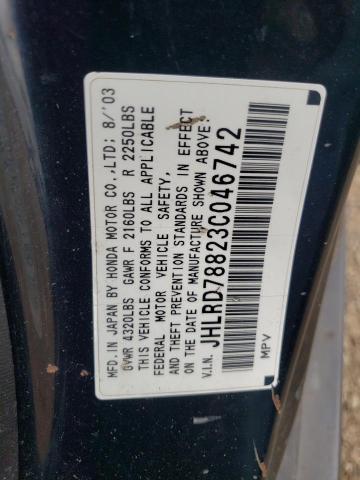 MFD.IN JAPAN BY HONDA MOTOR CO.,LTD; 8/'03
GVWR 4320LBS GAWR F 2160LBS R 2250LBS
THIS VEHICLE CONFORMS TO ALL APPLICABLE
FEDERAL MOTOR VEHICLE SAFETY,
AND THEFT PREVENTION STANDARDS IN EFFECT
ON THE DATE OF MANUFACTURE SHOWN ABOVE.
V.I.N. JHLRD78823C046742
MPV